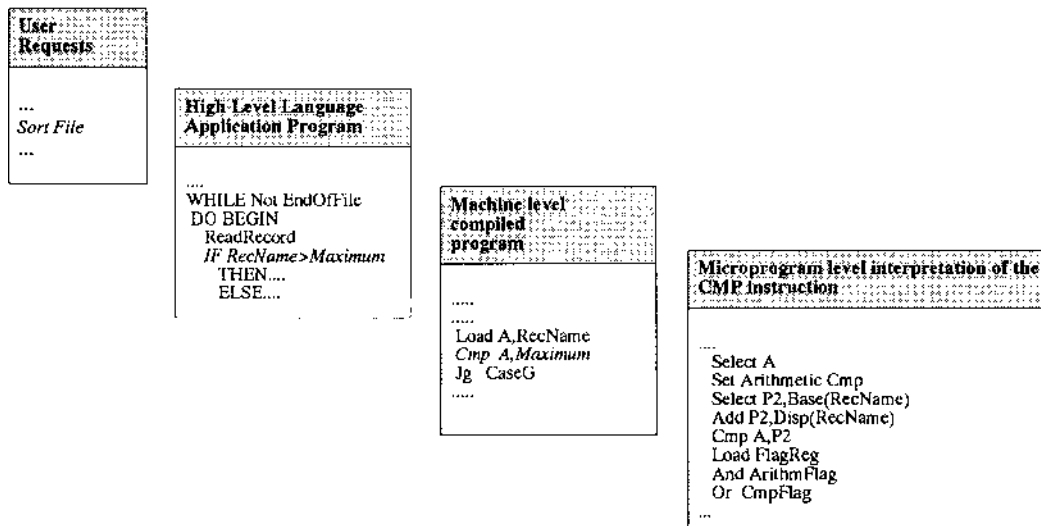 User
Requests
...
Sort File
...
High Level Language
Application Program
....
WHILE Not EndOfFile
DO BEGIN
ReadRecord
IF RecName>Maximum
THEN....
ELSE....
Machine level
compiled
program
.....
.....
Load A,RecName
Cmp A,Maximum
Jg CaseG
.....
Microprogram level interpretation of the
CMP instruction
....
Select A
Set Arithmetic Cmp
Select P2,Base(RecName)
Add P2,Disp(RecName)
Cmp A,P2
Load FlagReg
And ArithmFlag
Or CmpFlag
...